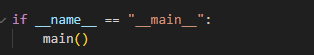 if __name__ == "__main__":
    main()